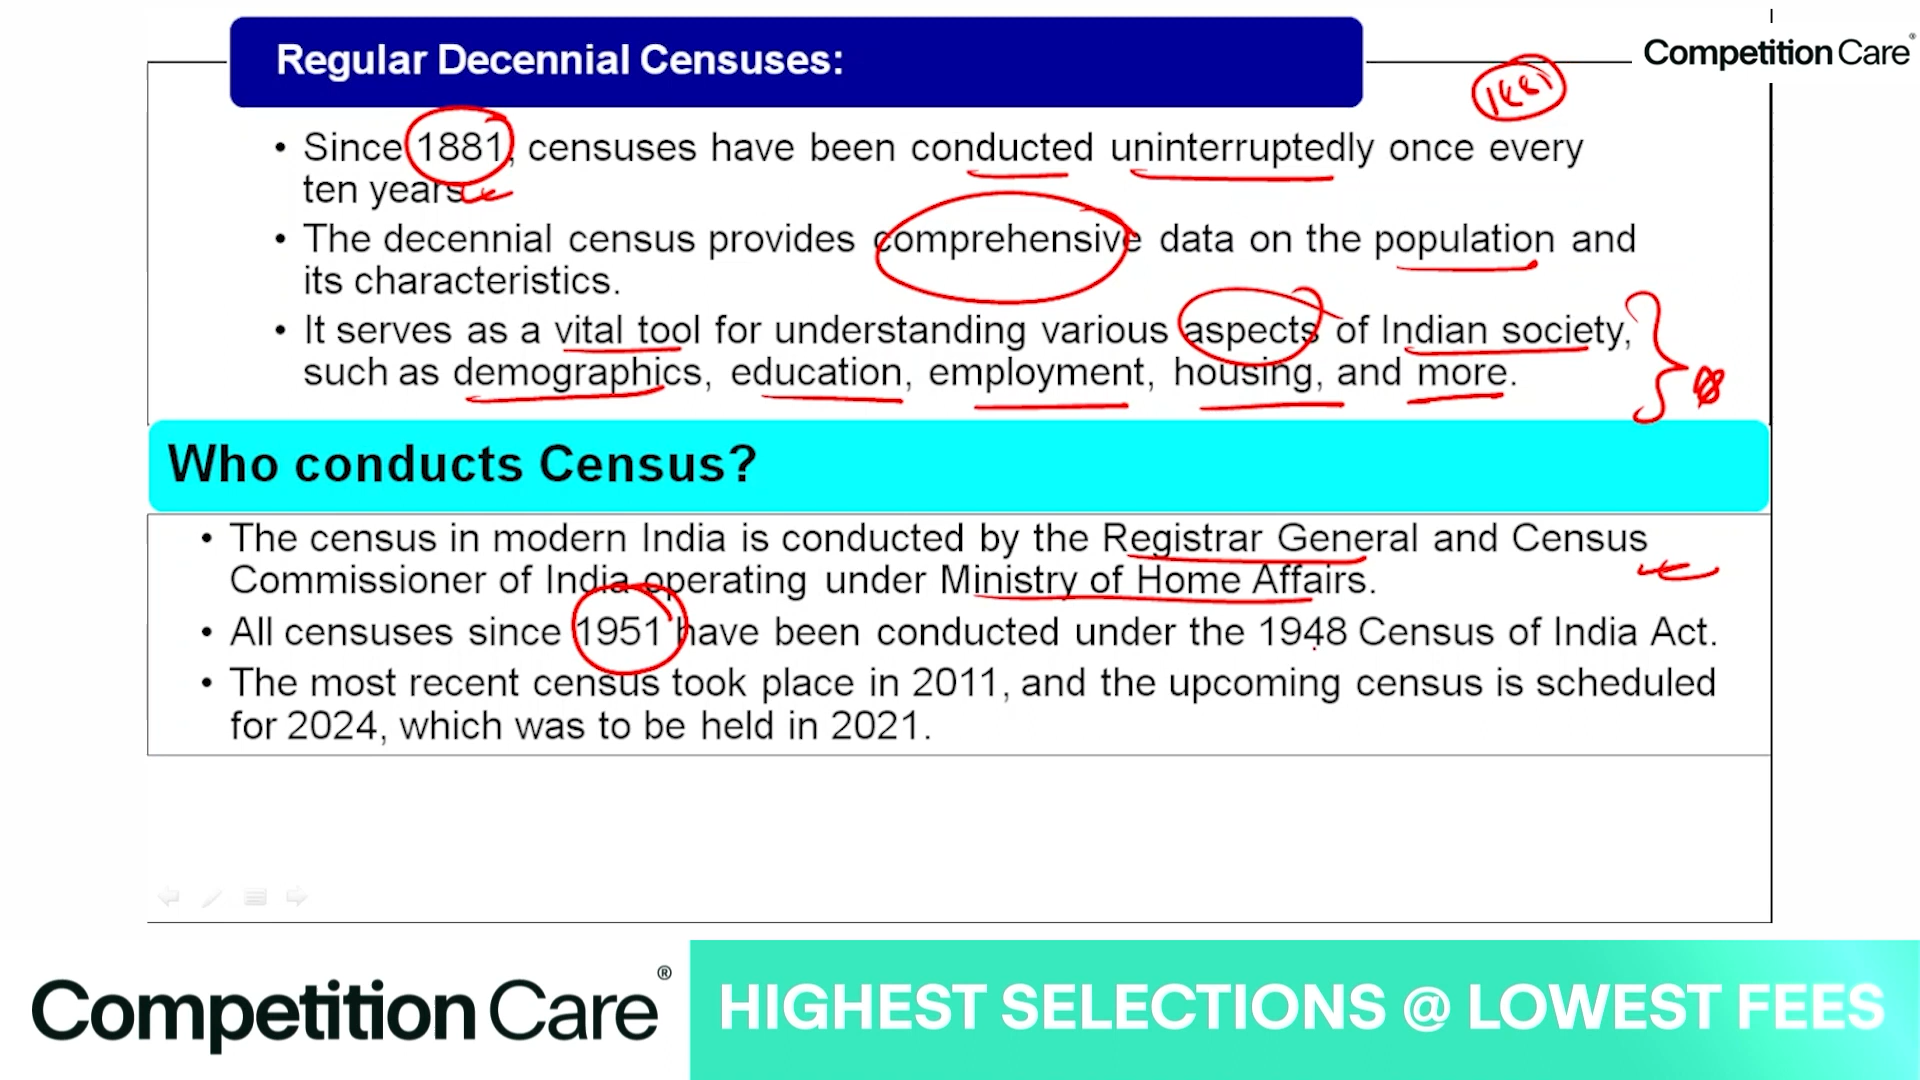 Regular Decennial Censuses:
Competition Care®
1881
• Since 1881, censuses have been conducted uninterruptedly once every
ten years.
• The decennial census provides comprehensive data on the population and
its characteristics.
• It serves as a vital tool for understanding various aspects of Indian society,
such as demographics, education, employment, housing, and more.
Who conducts Census?
• The census in modern India is conducted by the Registrar General and Census
Commissioner of India operating under Ministry of Home Affairs.
• All censuses since 1951 have been conducted under the 1948 Census of India Act.
• The most recent census took place in 2011, and the upcoming census is scheduled
for 2024, which was to be held in 2021.
Competition Care®
HIGHEST SELECTIONS @ LOWEST FEES